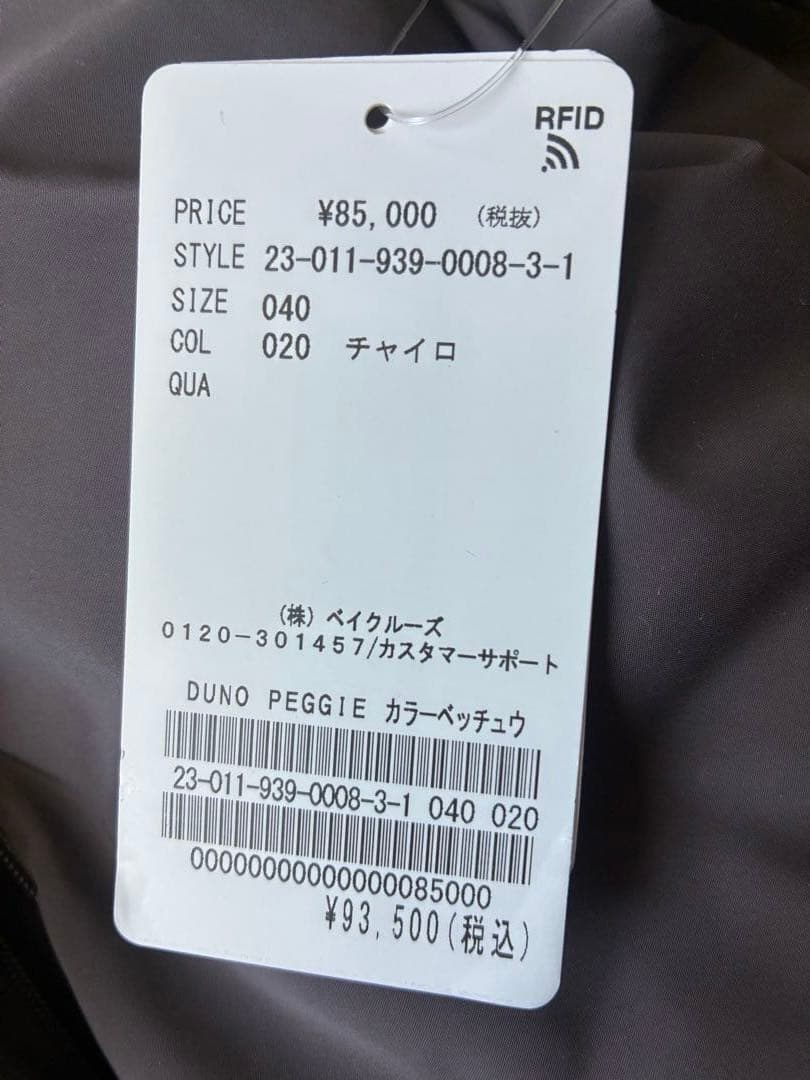 RFID
PRICE ¥85,000 (税抜)
STYLE 23-011-939-0008-3-1
SIZE 040
COL 020 チャイロ
QUA
(株)ベイクルーズ
0120-301457/カスタマーサポート
DUNO PEGGIE カラーベッチュウ
23-011-939-0008-3-1 040 020
00000000000000085000
¥93,500(税込)